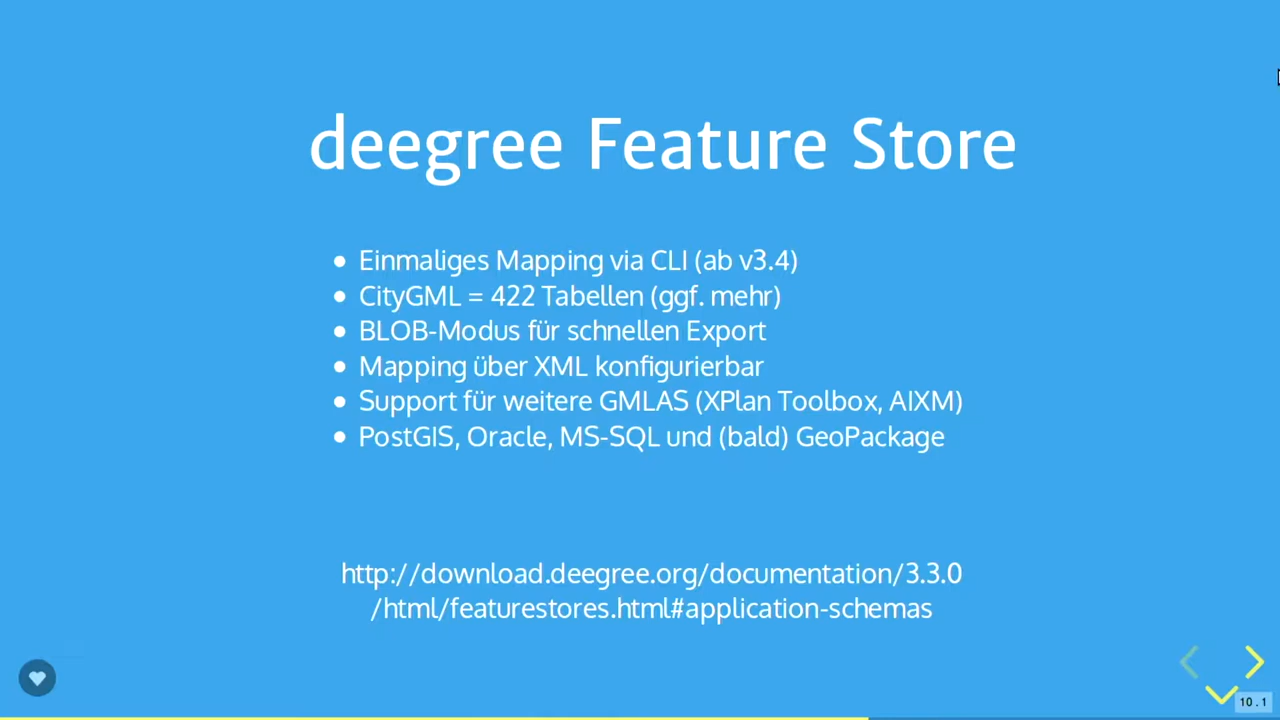 deegree Feature Store
Einmaliges Mapping via CLI (ab v3.4)
CityGML = 422 Tabellen (ggf. mehr)
BLOB-Modus für schnellen Export
Mapping über XML konfigurierbar
Support für weitere GMLAS (XPlan Toolbox, AIXM)
PostGIS, Oracle, MS-SQL und (bald) GeoPackage
http://download.deegree.org/documentation/3.3.0
/html/featurestores.html#application-schemas
10.1